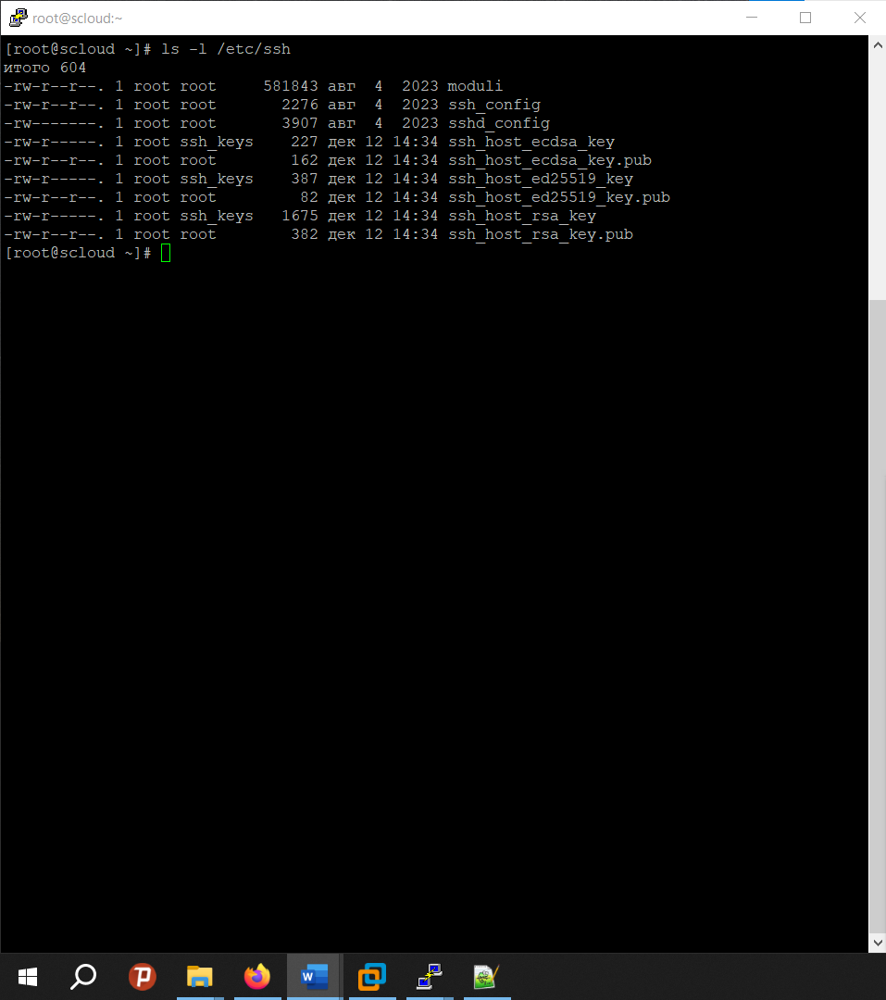 root@scloud:~
[root@scloud ~]# ls -l /etc/ssh
итого 604
-rw-r--r--. 1 root root     581843 авг  4  2023 moduli
-rw-r--r--. 1 root root       2276 авг  4  2023 ssh_config
-rw-------. 1 root root       3907 авг  4  2023 sshd_config
-rw-r-----. 1 root ssh_keys    227 дек 12 14:34 ssh_host_ecdsa_key
-rw-r--r--. 1 root root        162 дек 12 14:34 ssh_host_ecdsa_key.pub
-rw-r-----. 1 root ssh_keys    387 дек 12 14:34 ssh_host_ed25519_key
-rw-r--r--. 1 root root         82 дек 12 14:34 ssh_host_ed25519_key.pub
-rw-r-----. 1 root ssh_keys   1675 дек 12 14:34 ssh_host_rsa_key
-rw-r--r--. 1 root root        382 дек 12 14:34 ssh_host_rsa_key.pub
[root@scloud ~]#